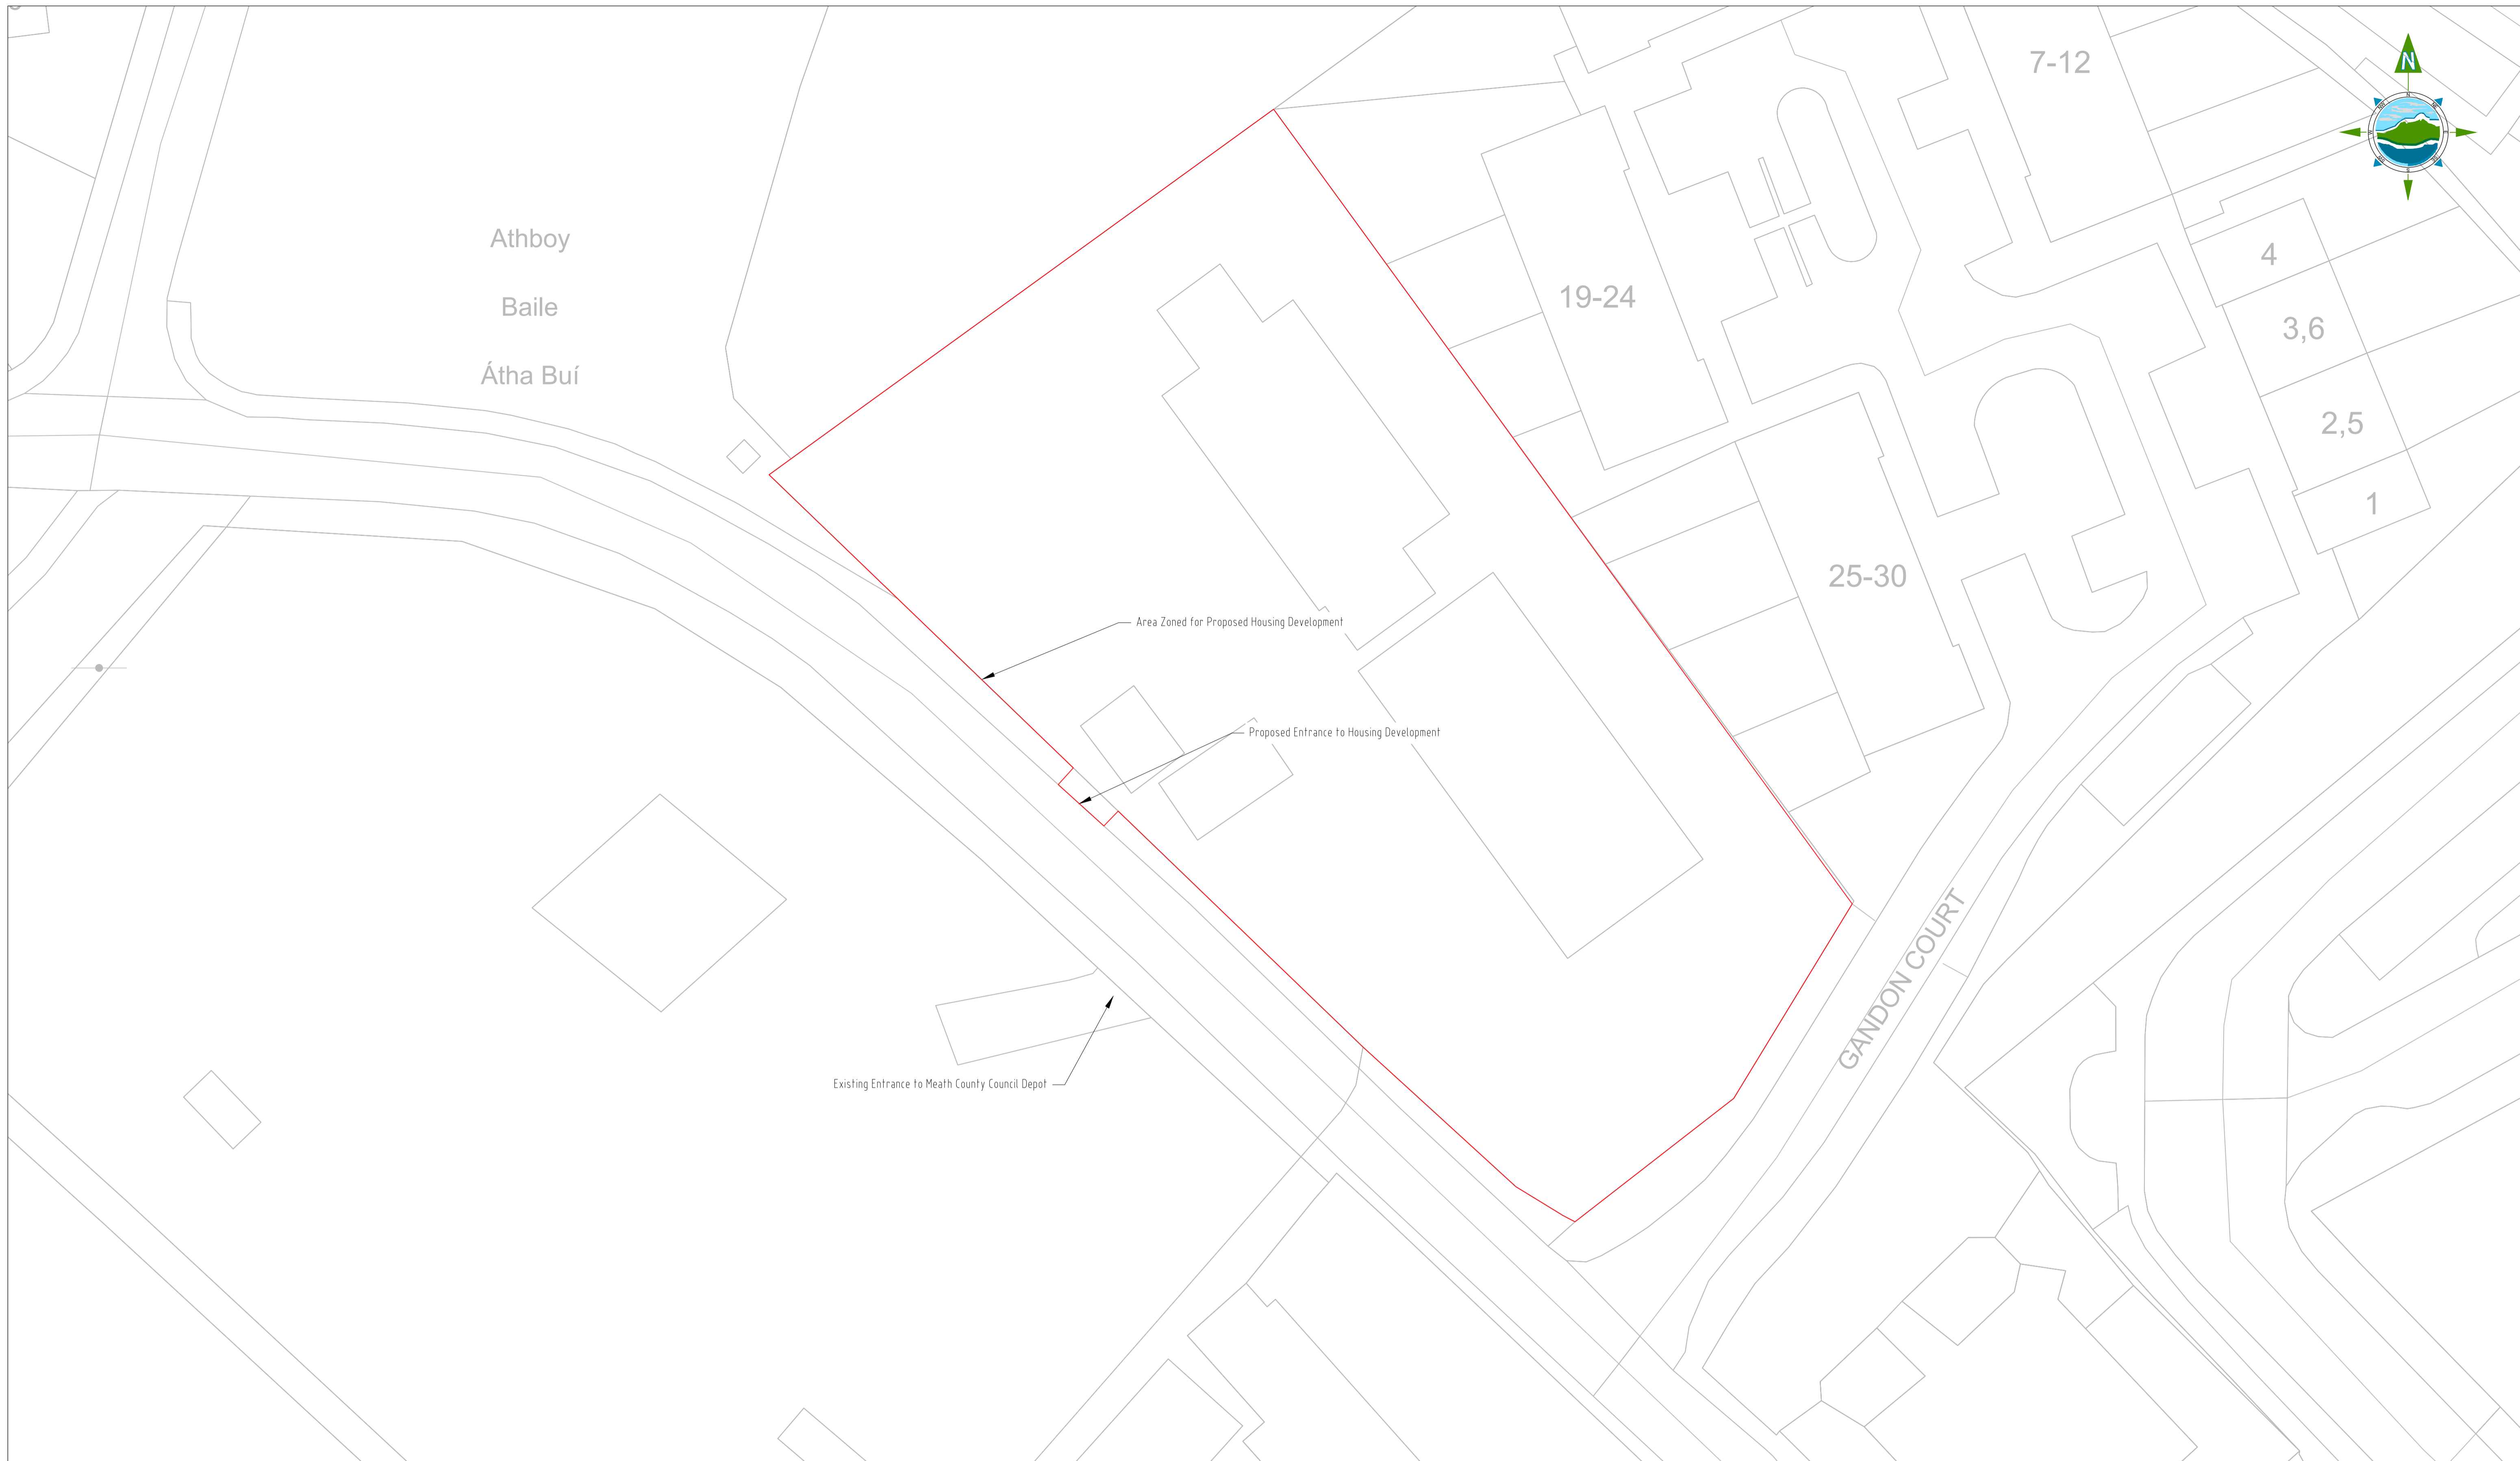 7-12
N
Athboy
Baile
Átha Buí
19-24
4
3,6
2,5
1
25-30
Area Zoned for Proposed Housing Development
Proposed Entrance to Housing Development
GANDON COURT
Existing Entrance to Meath County Council Depot